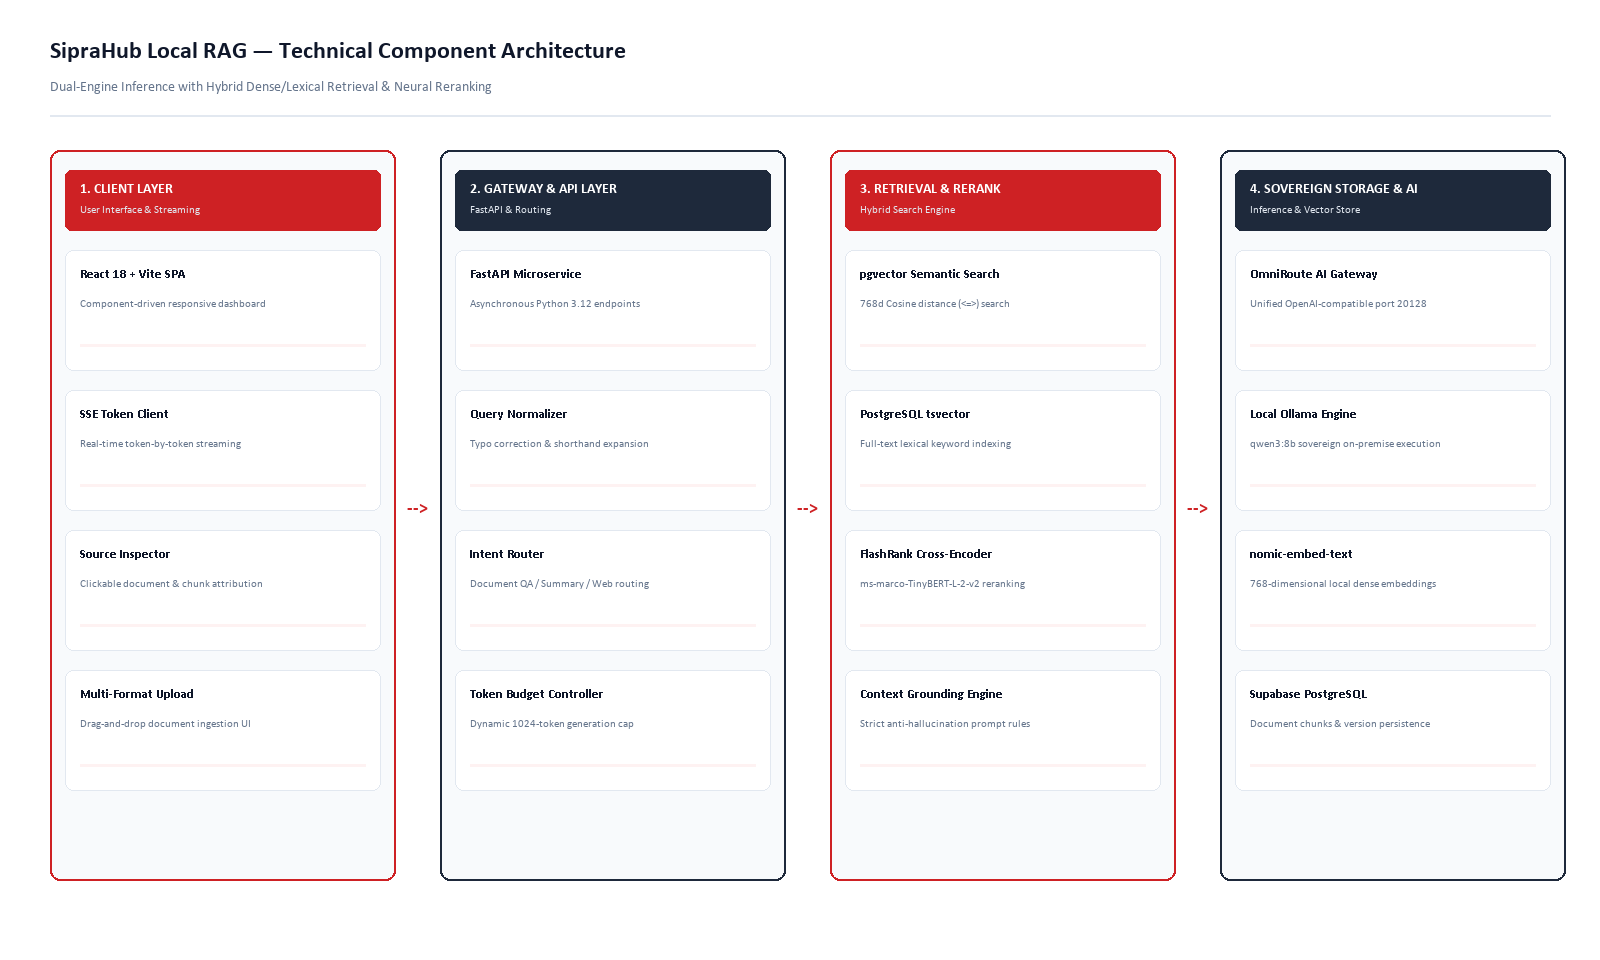 SipraHub Local RAG — Technical Component Architecture
Dual-Engine Inference with Hybrid Dense/Lexical Retrieval & Neural Reranking
1. CLIENT LAYER
User Interface & Streaming
React 18 + Vite SPA
Component-driven responsive dashboard
SSE Token Client
Real-time token-by-token streaming
Source Inspector
Clickable document & chunk attribution
Multi-Format Upload
Drag-and-drop document ingestion UI
-->
2. GATEWAY & API LAYER
FastAPI & Routing
FastAPI Microservice
Asynchronous Python 3.12 endpoints
Query Normalizer
Typo correction & shorthand expansion
Intent Router
Document QA / Summary / Web routing
Token Budget Controller
Dynamic 1024-token generation cap
-->
3. RETRIEVAL & RERANK
Hybrid Search Engine
pgvector Semantic Search
768d Cosine distance (<=>) search
PostgreSQL tsvector
Full-text lexical keyword indexing
FlashRank Cross-Encoder
ms-marco-TinyBERT-L-2-v2 reranking
Context Grounding Engine
Strict anti-hallucination prompt rules
-->
4. SOVEREIGN STORAGE & AI
Inference & Vector Store
OmniRoute AI Gateway
Unified OpenAI-compatible port 20128
Local Ollama Engine
qwen3:8b sovereign on-premise execution
nomic-embed-text
768-dimensional local dense embeddings
Supabase PostgreSQL
Document chunks & version persistence